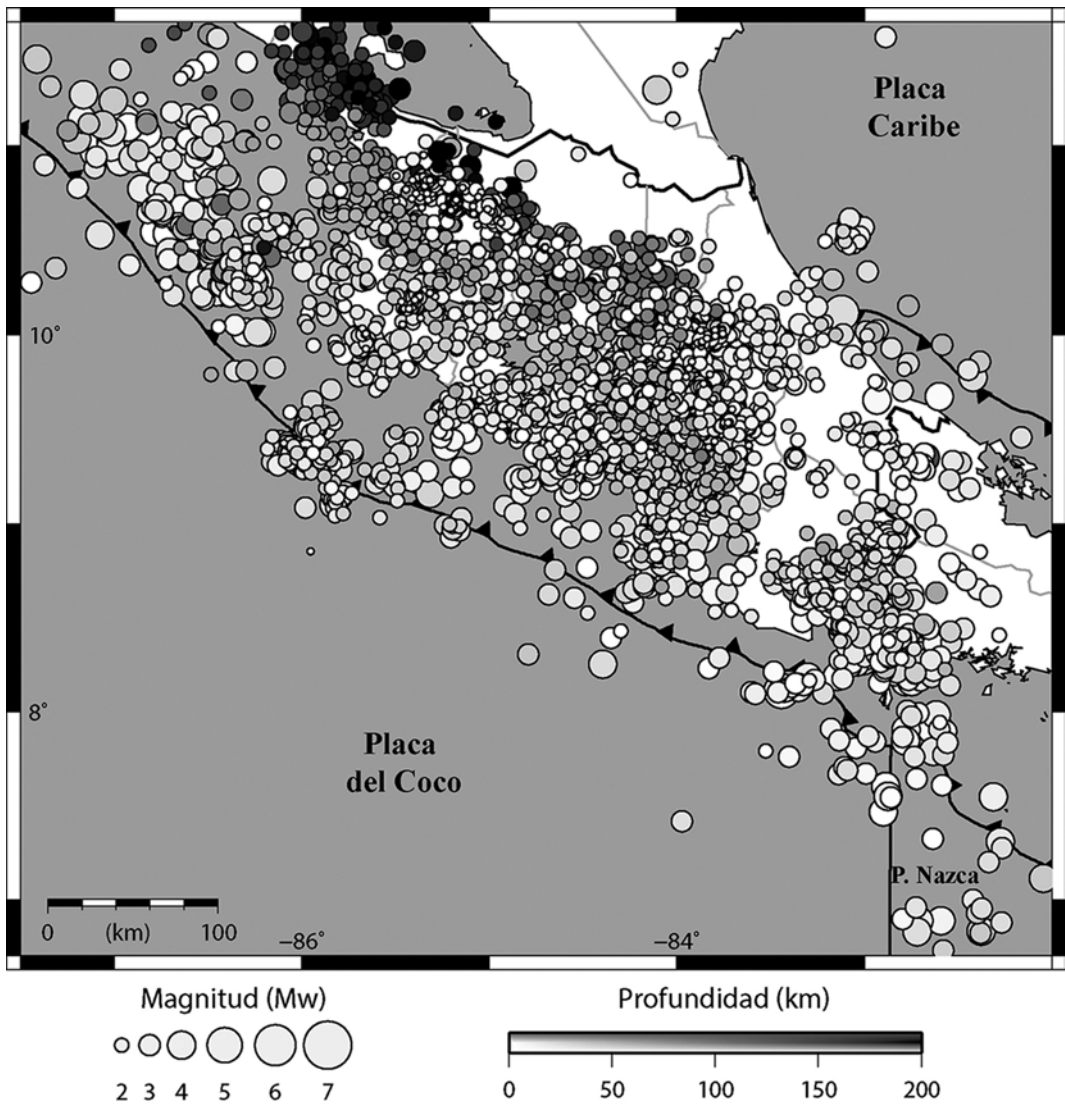 Placa
Caribe
10°
8°
Placa
del Coco
P. Nazca
0 (km) 100
−86°
−84°
Magnitud (Mw)
2 3 4 5 6 7
Profundidad (km)
0 50 100 150 200